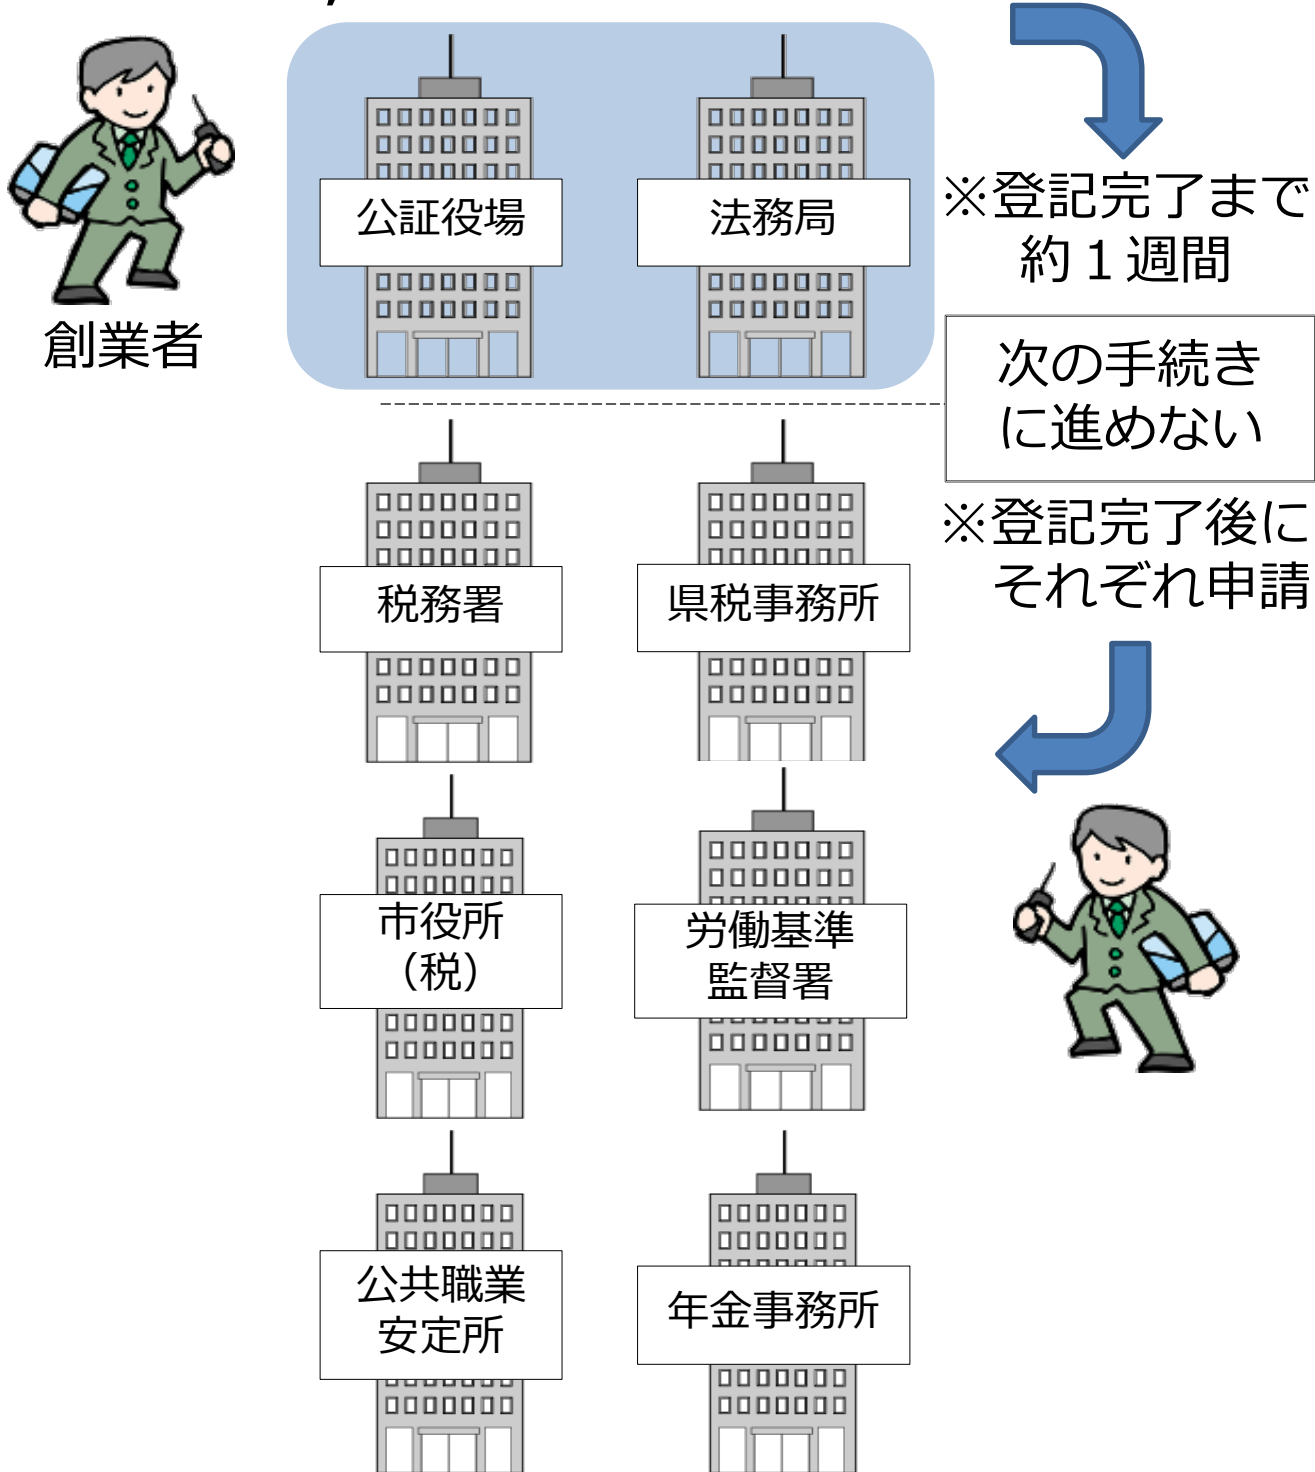 公証役場
法務局
※登記完了まで
約１週間
創業者
次の手続き
に進めない
※登記完了後に
それぞれ申請
税務署
県税事務所
市役所
（税）
労働基準
監督署
公共職業
安定所
年金事務所